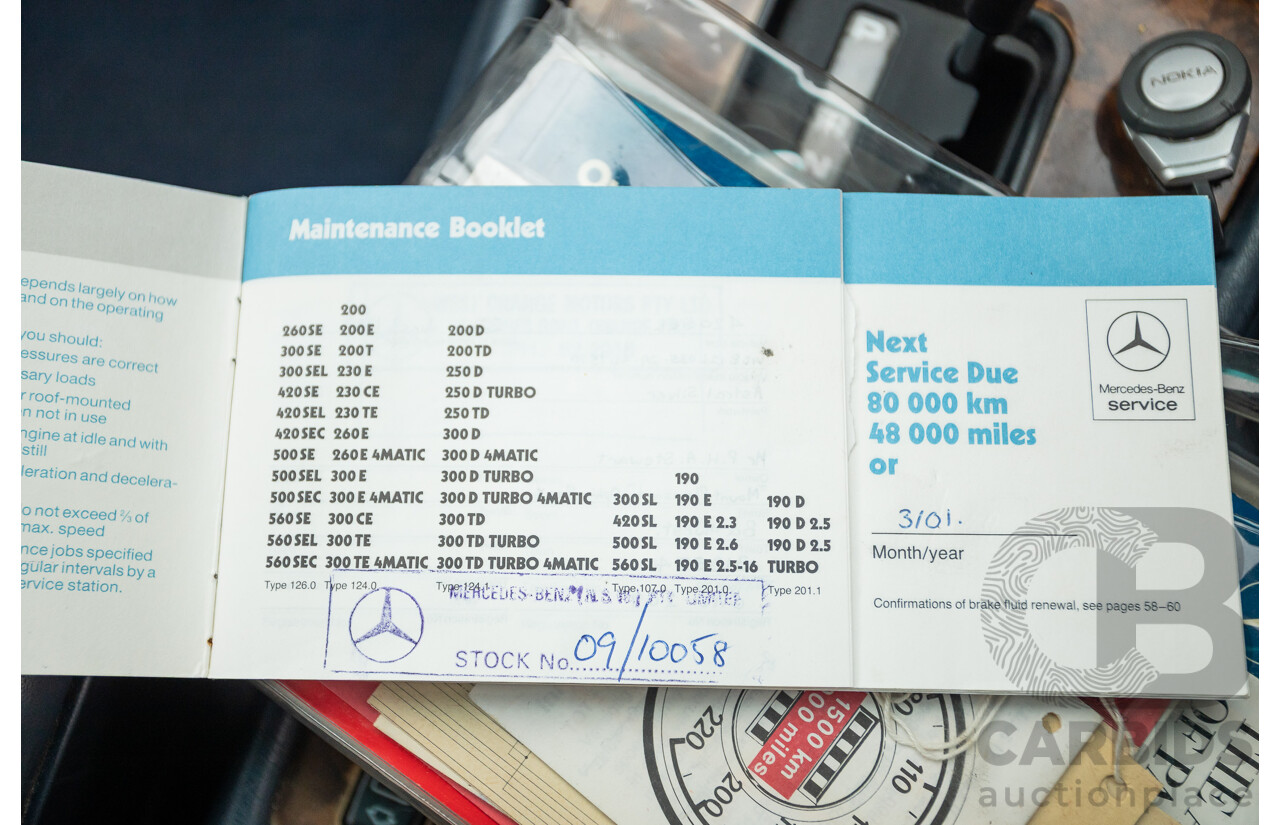 NOKIA
P
N
Maintenance Booklet
epends largely on how
and on the operating
you should:
essures are correct
sary loads
r roof-mounted
n not in use
ngine at idle and with
still
leration and decelera-
o not exceed ⅔ of
max. speed
nce jobs specified
gular intervals by a
ervice station.
200
260 SE 200 E 200 D
300 SE 200 T 200 TD
300 SEL 230 E 250 D
420 SE 230 CE 250 D TURBO
420 SEL 230 TE 250 TD
420 SEC 260 E 300 D
500 SE 260 E 4MATIC 300 D 4MATIC
500 SEL 300 E 300 D TURBO 190
500 SEC 300 E 4MATIC 300 D TURBO 4MATIC 300 SL 190 E 190 D
560 SE 300 CE 300 TD 420 SL 190 E 2.3 190 D 2.5
560 SEL 300 TE 300 TD TURBO 500 SL 190 E 2.6 190 D 2.5
560 SEC 300 TE 4MATIC 300 TD TURBO 4MATIC 560 SL 190 E 2.5-16 TURBO
Type 126.0 Type 124.0 Type 124.1 Type 107.0 Type 201.0 Type 201.1
MERCEDES-BENZ
STOCK No. 09/10058
Next
Service Due
80 000 km
48 000 miles
or
3/01.
Month/year
Confirmations of brake fluid renewal, see pages 58–60
Mercedes-Benz
service
220
200
1500 km
000 miles
110
CARBIDS
auctionplace